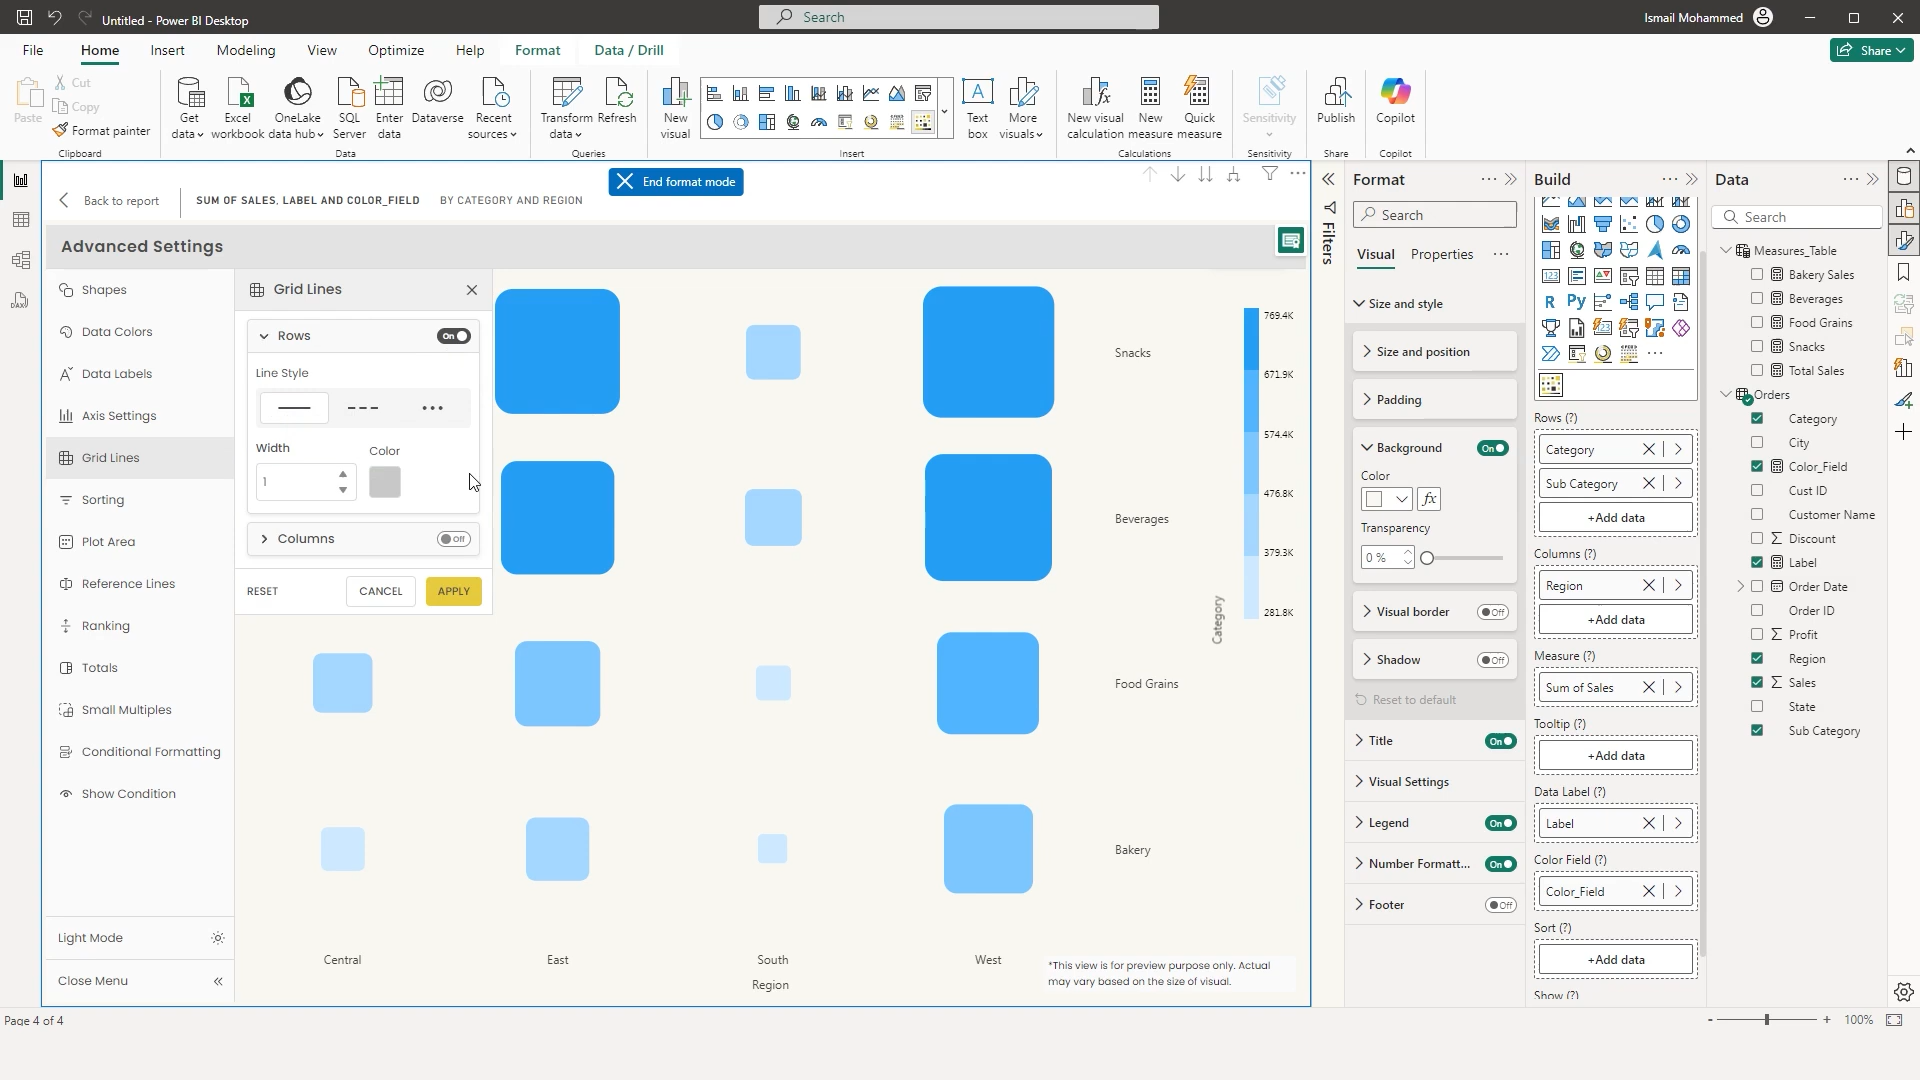 Untitled - Power BI Desktop
Search
Ismail Mohammed
File
Home
Insert
Modeling
View
Optimize
Help
Format
Data / Drill
Share
Paste
Cut
Copy
Format painter
Clipboard
Get data
Excel workbook
OneLake data hub
SQL Server
Enter data
Dataverse
Recent sources
Data
Transform data
Refresh
Queries
New visual
Text box
More visuals
Insert
New visual calculation
New measure
Quick measure
Calculations
Sensitivity
Sensitivity
Publish
Share
Copilot
Copilot
Back to report
SUM OF SALES, LABEL AND COLOR_FIELD
BY CATEGORY AND REGION
End format mode
Advanced Settings
Shapes
Data Colors
Data Labels
Axis Settings
Grid Lines
Sorting
Plot Area
Reference Lines
Ranking
Totals
Small Multiples
Conditional Formatting
Show Condition
Light Mode
Close Menu
Grid Lines
Rows
On
Line Style
Width
Color
1
Columns
Off
RESET
CANCEL
APPLY
Snacks
Beverages
Food Grains
Bakery
Category
769.4K
671.9K
574.4K
476.8K
379.3K
281.8K
Central
East
South
West
Region
*This view is for preview purpose only. Actual
may vary based on the size of visual.
Filters
Format
Search
Visual
Properties
Size and style
Size and position
Padding
Background
On
Color
fx
Transparency
0 %
Visual border
Off
Shadow
Off
Reset to default
Title
On
Visual Settings
Legend
On
Number Formatt...
On
Footer
Off
Build
R
Py
Rows (?)
Category
Sub Category
+Add data
Columns (?)
Region
+Add data
Measure (?)
Sum of Sales
Tooltip (?)
+Add data
Data Label (?)
Label
Color Field (?)
Color_Field
Sort (?)
+Add data
Show (?)
Data
Search
Measures_Table
Bakery Sales
Beverages
Food Grains
Snacks
Total Sales
Orders
Category
City
Color_Field
Cust ID
Customer Name
Discount
Label
Order Date
Order ID
Profit
Region
Sales
State
Sub Category
Page 4 of 4
-
+
100%